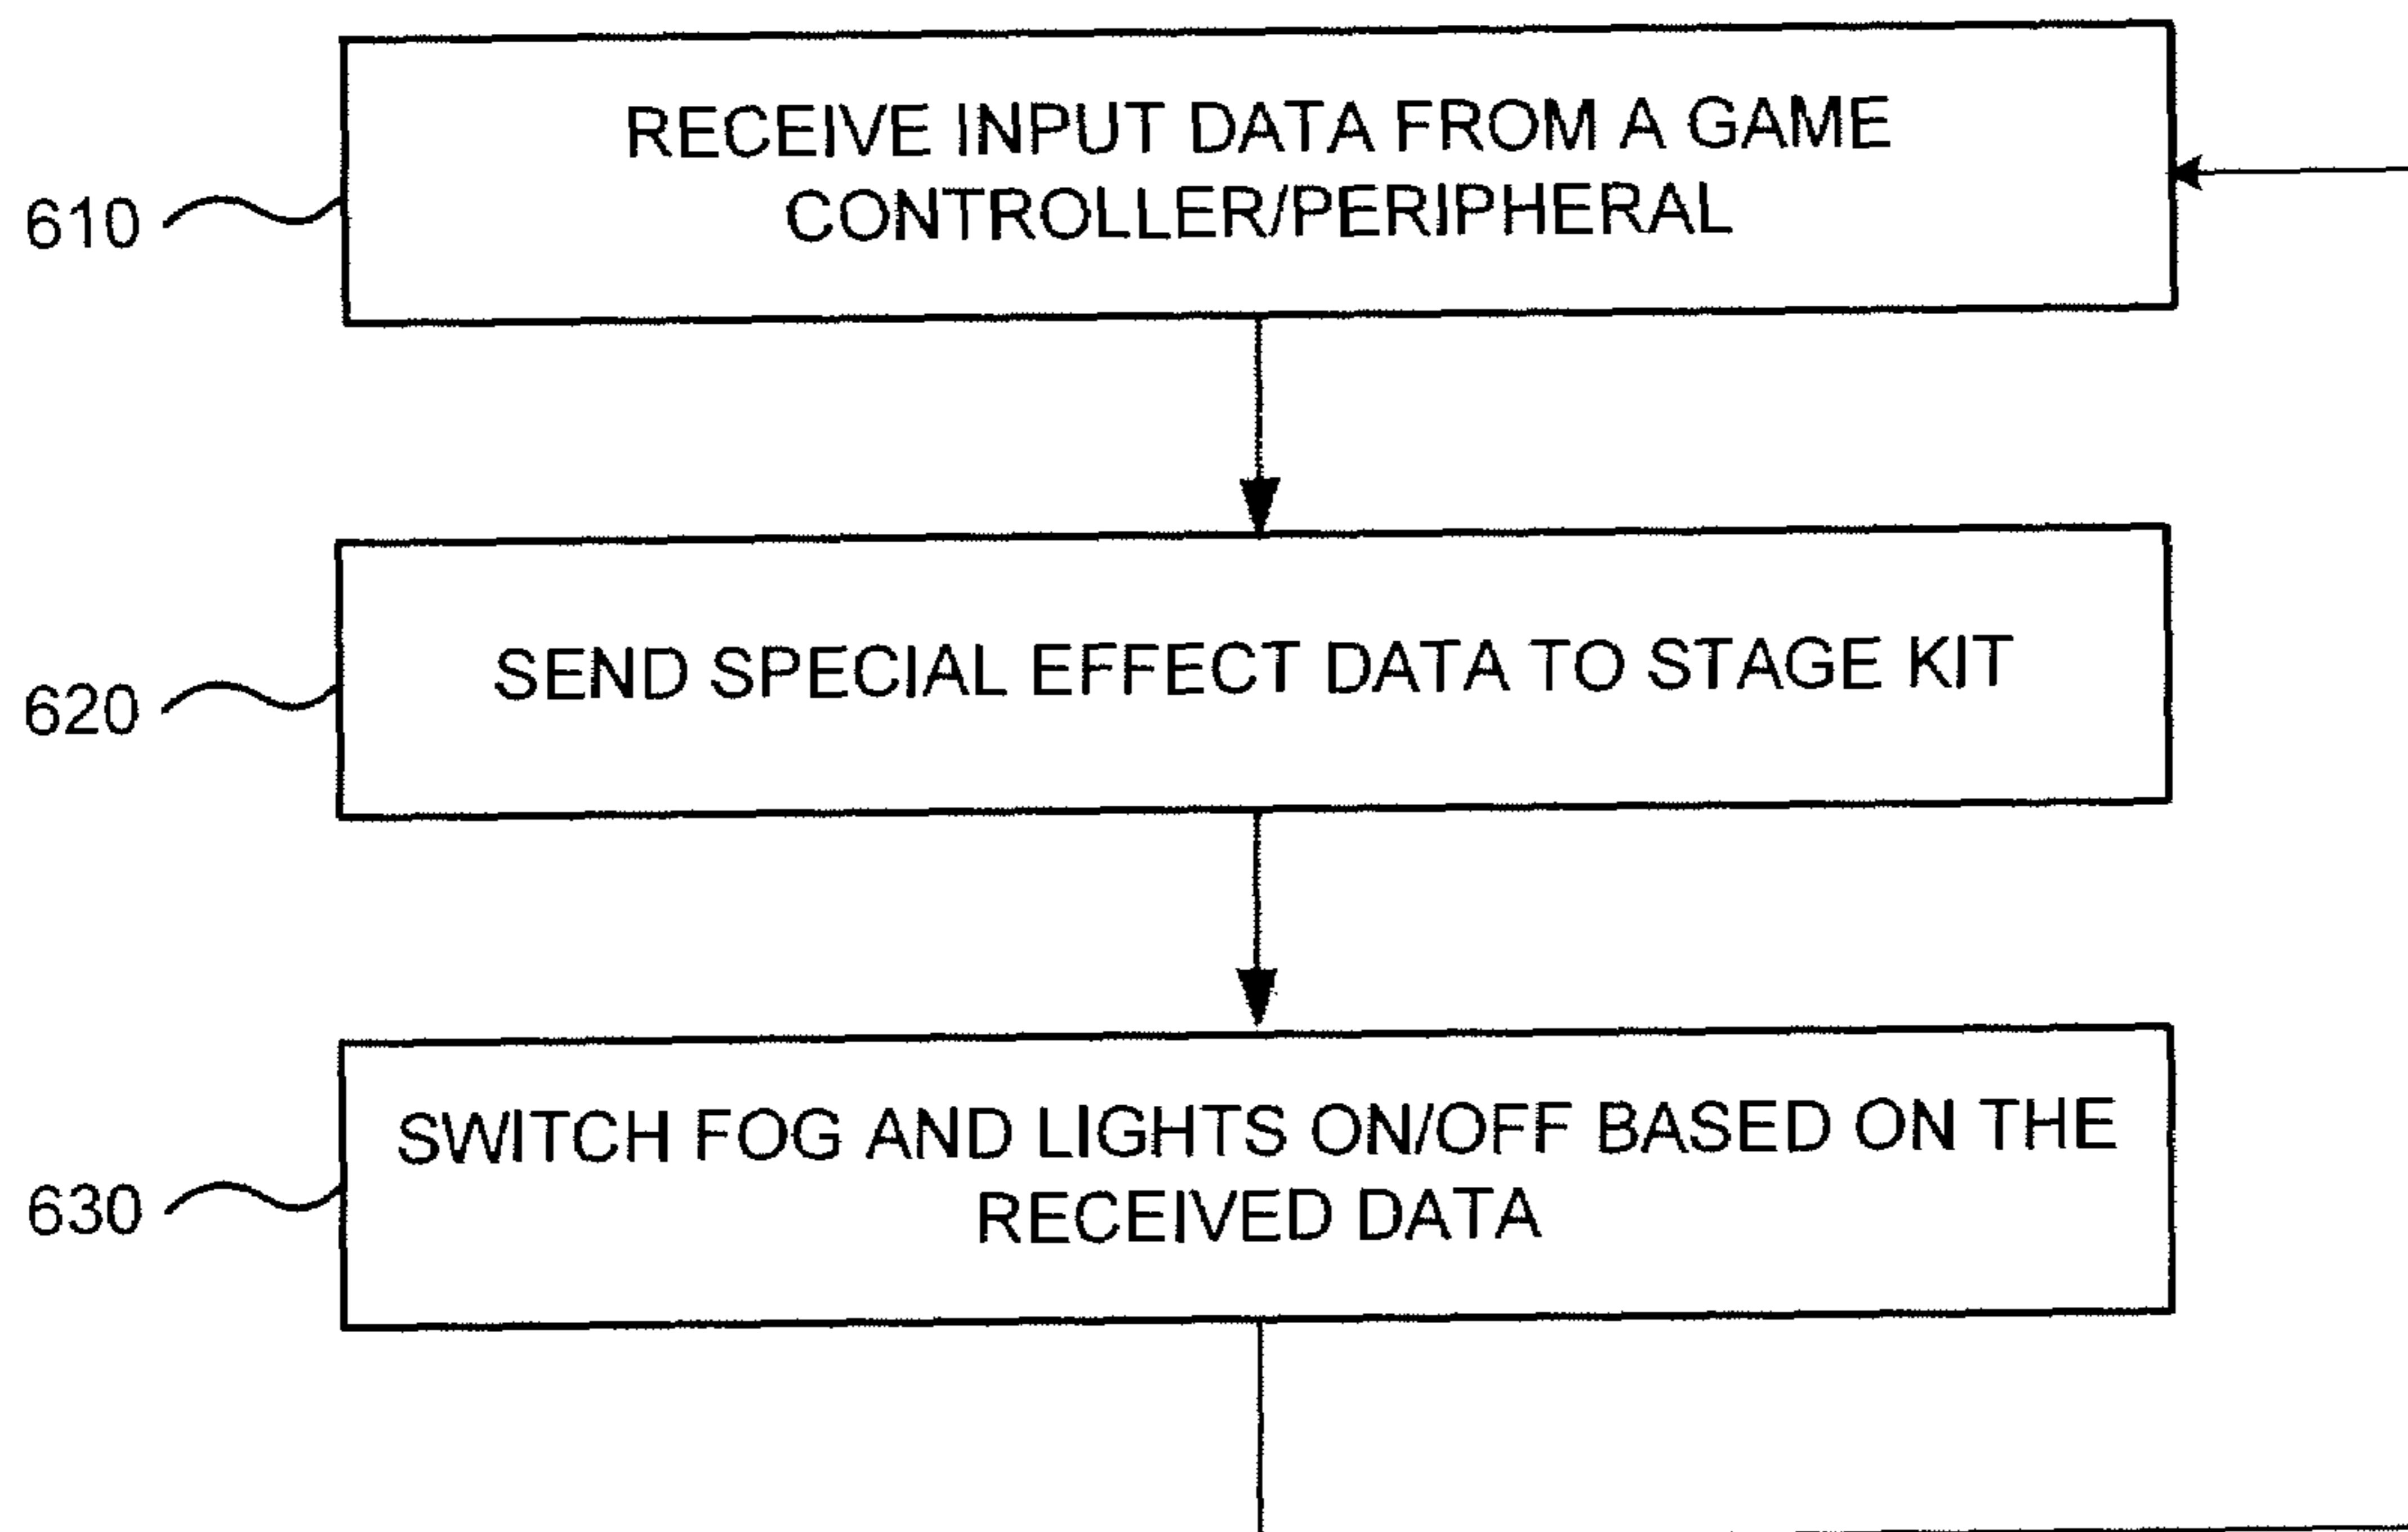 RECEIVE INPUT DATA FROM A GAME
CONTROLLER/PERIPHERAL
610
SEND SPECIAL EFFECT DATA TO STAGE KIT
620
SWITCH FOG AND LIGHTS ON/OFF BASED ON THE
RECEIVED DATA
630